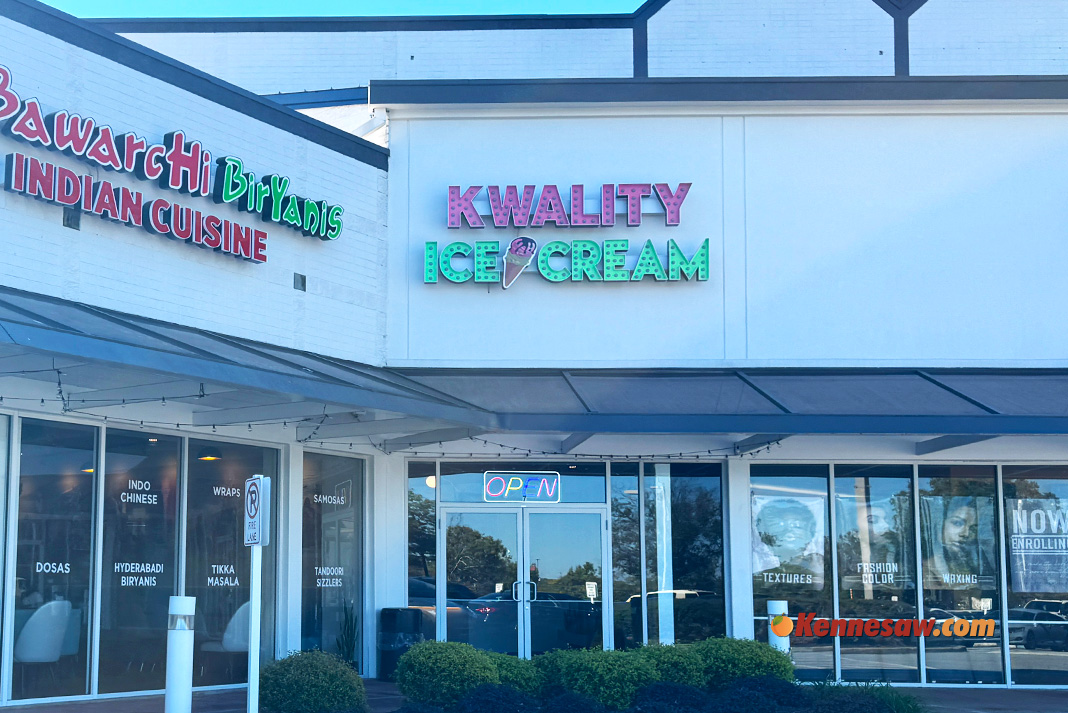 BawarcHi BirYanis
INDIAN CUISINE
KWALITY
ICE CREAM
OPEN
INDO
CHINESE
WRAPS
SAMOSAS
DOSAS
HYDERABADI
BIRYANIS
TIKKA
MASALA
TANDOORI
SIZZLERS
FIRE
LANE
TEXTURES
FASHION
COLOR
WAXING
NOW
ENROLLING
Kennesaw.com